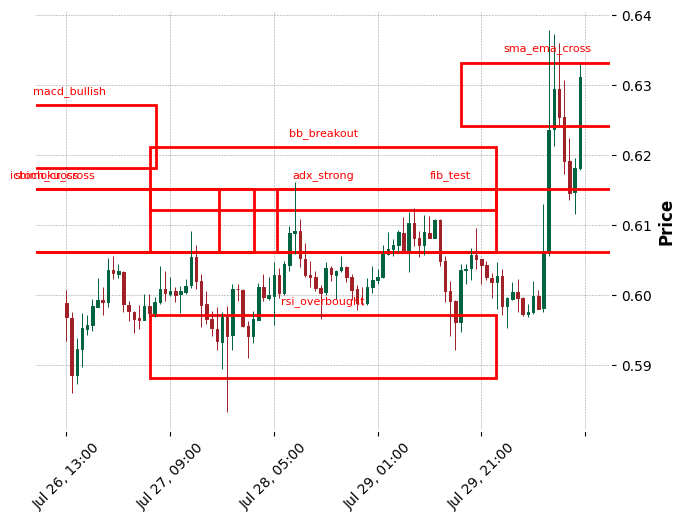 0.64
sma_ema_cross
0.63
macd_bullish
bb_breakout
0.62
adx_strong
fib_test
0.61
Price
0.60
rsi_overbought
0.59
Jul 26, 13:00
Jul 27, 09:00
Jul 28, 05:00
Jul 29, 01:00
Jul 29, 21:00